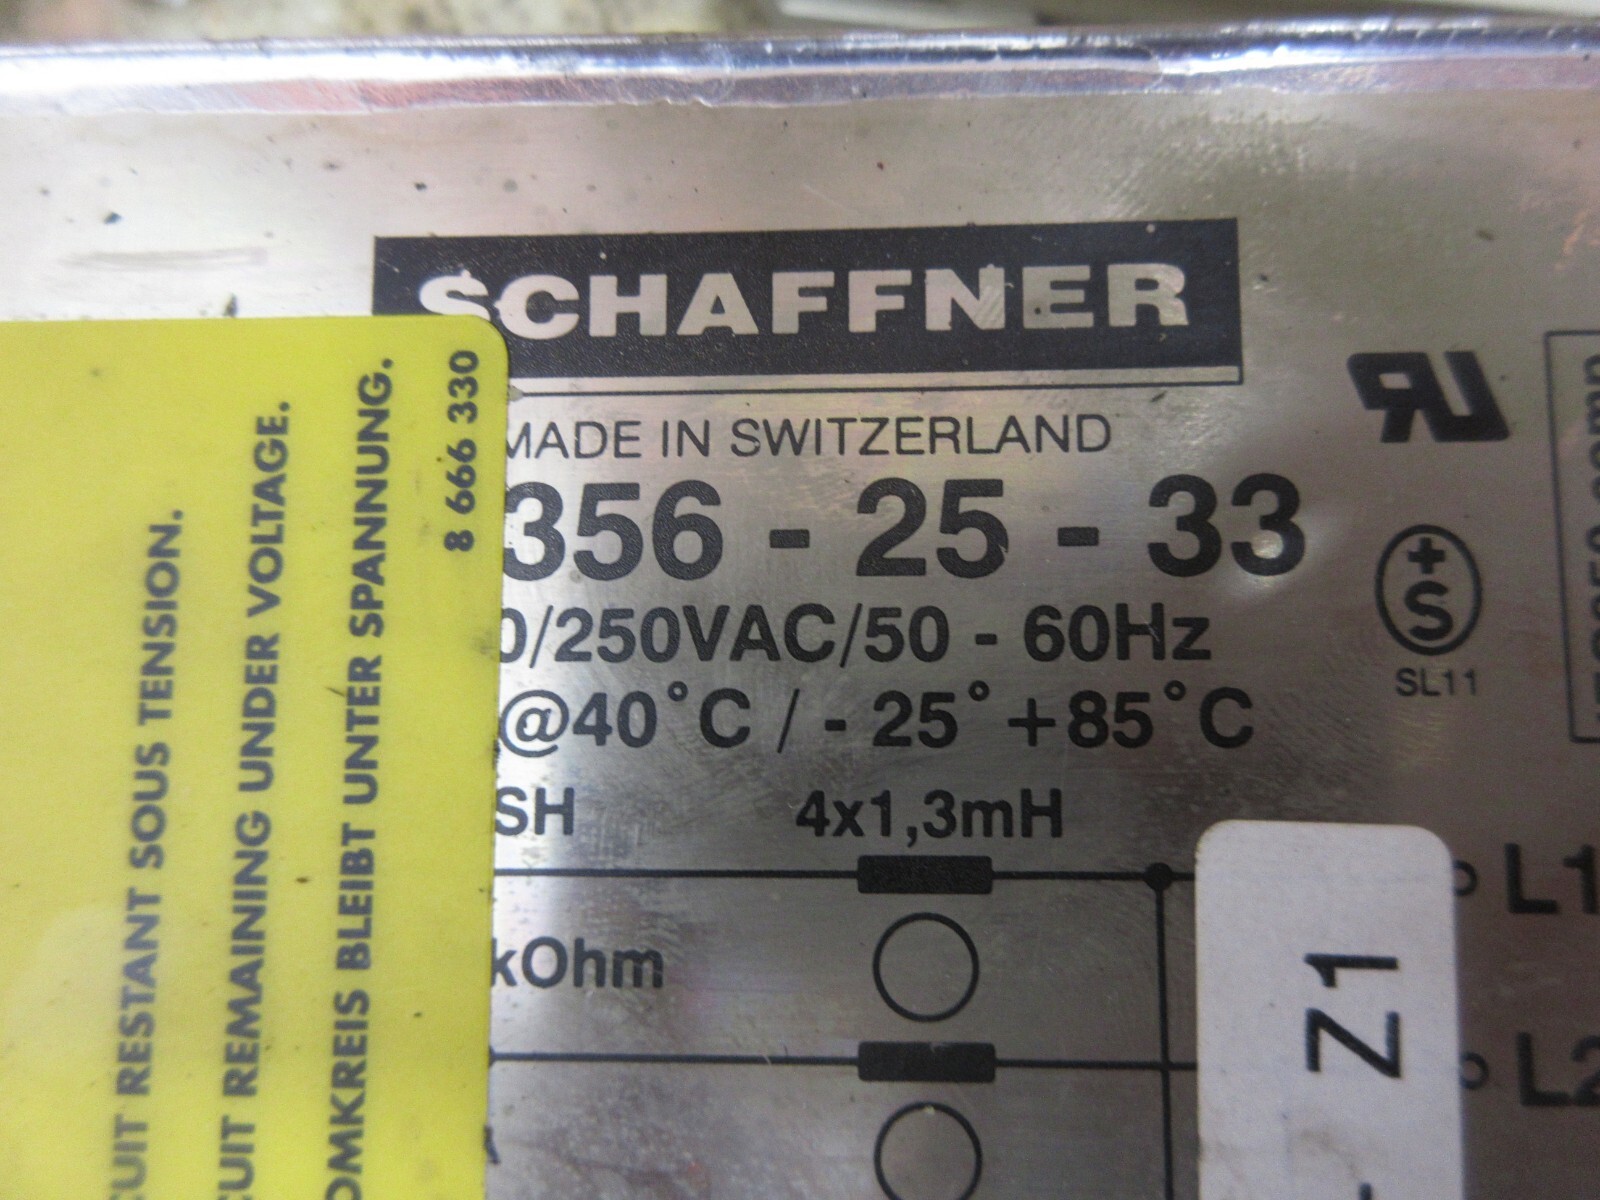 SCHAFFNER
MADE IN SWITZERLAND
356 - 25 - 33
0/250VAC/50 - 60Hz
@40°C / - 25° +85°C
SH 4x1,3mH
kOhm
L1
L2
SL11
Z1
CUIT RESTANT SOUS TENSION.
CUIT REMAINING UNDER VOLTAGE.
OMKREIS BLEIBT UNTER SPANNUNG.
8 666 330